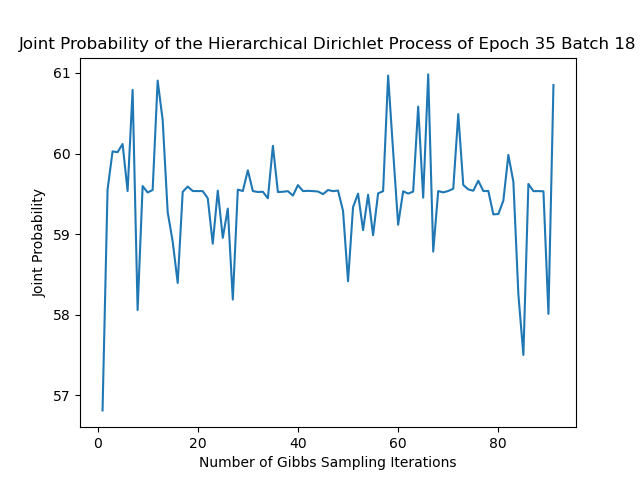 Joint Probability of the Hierarchical Dirichlet Process of Epoch 35 Batch 18
61
60
59
58
57
Joint Probability
0 20 40 60 80
Number of Gibbs Sampling Iterations